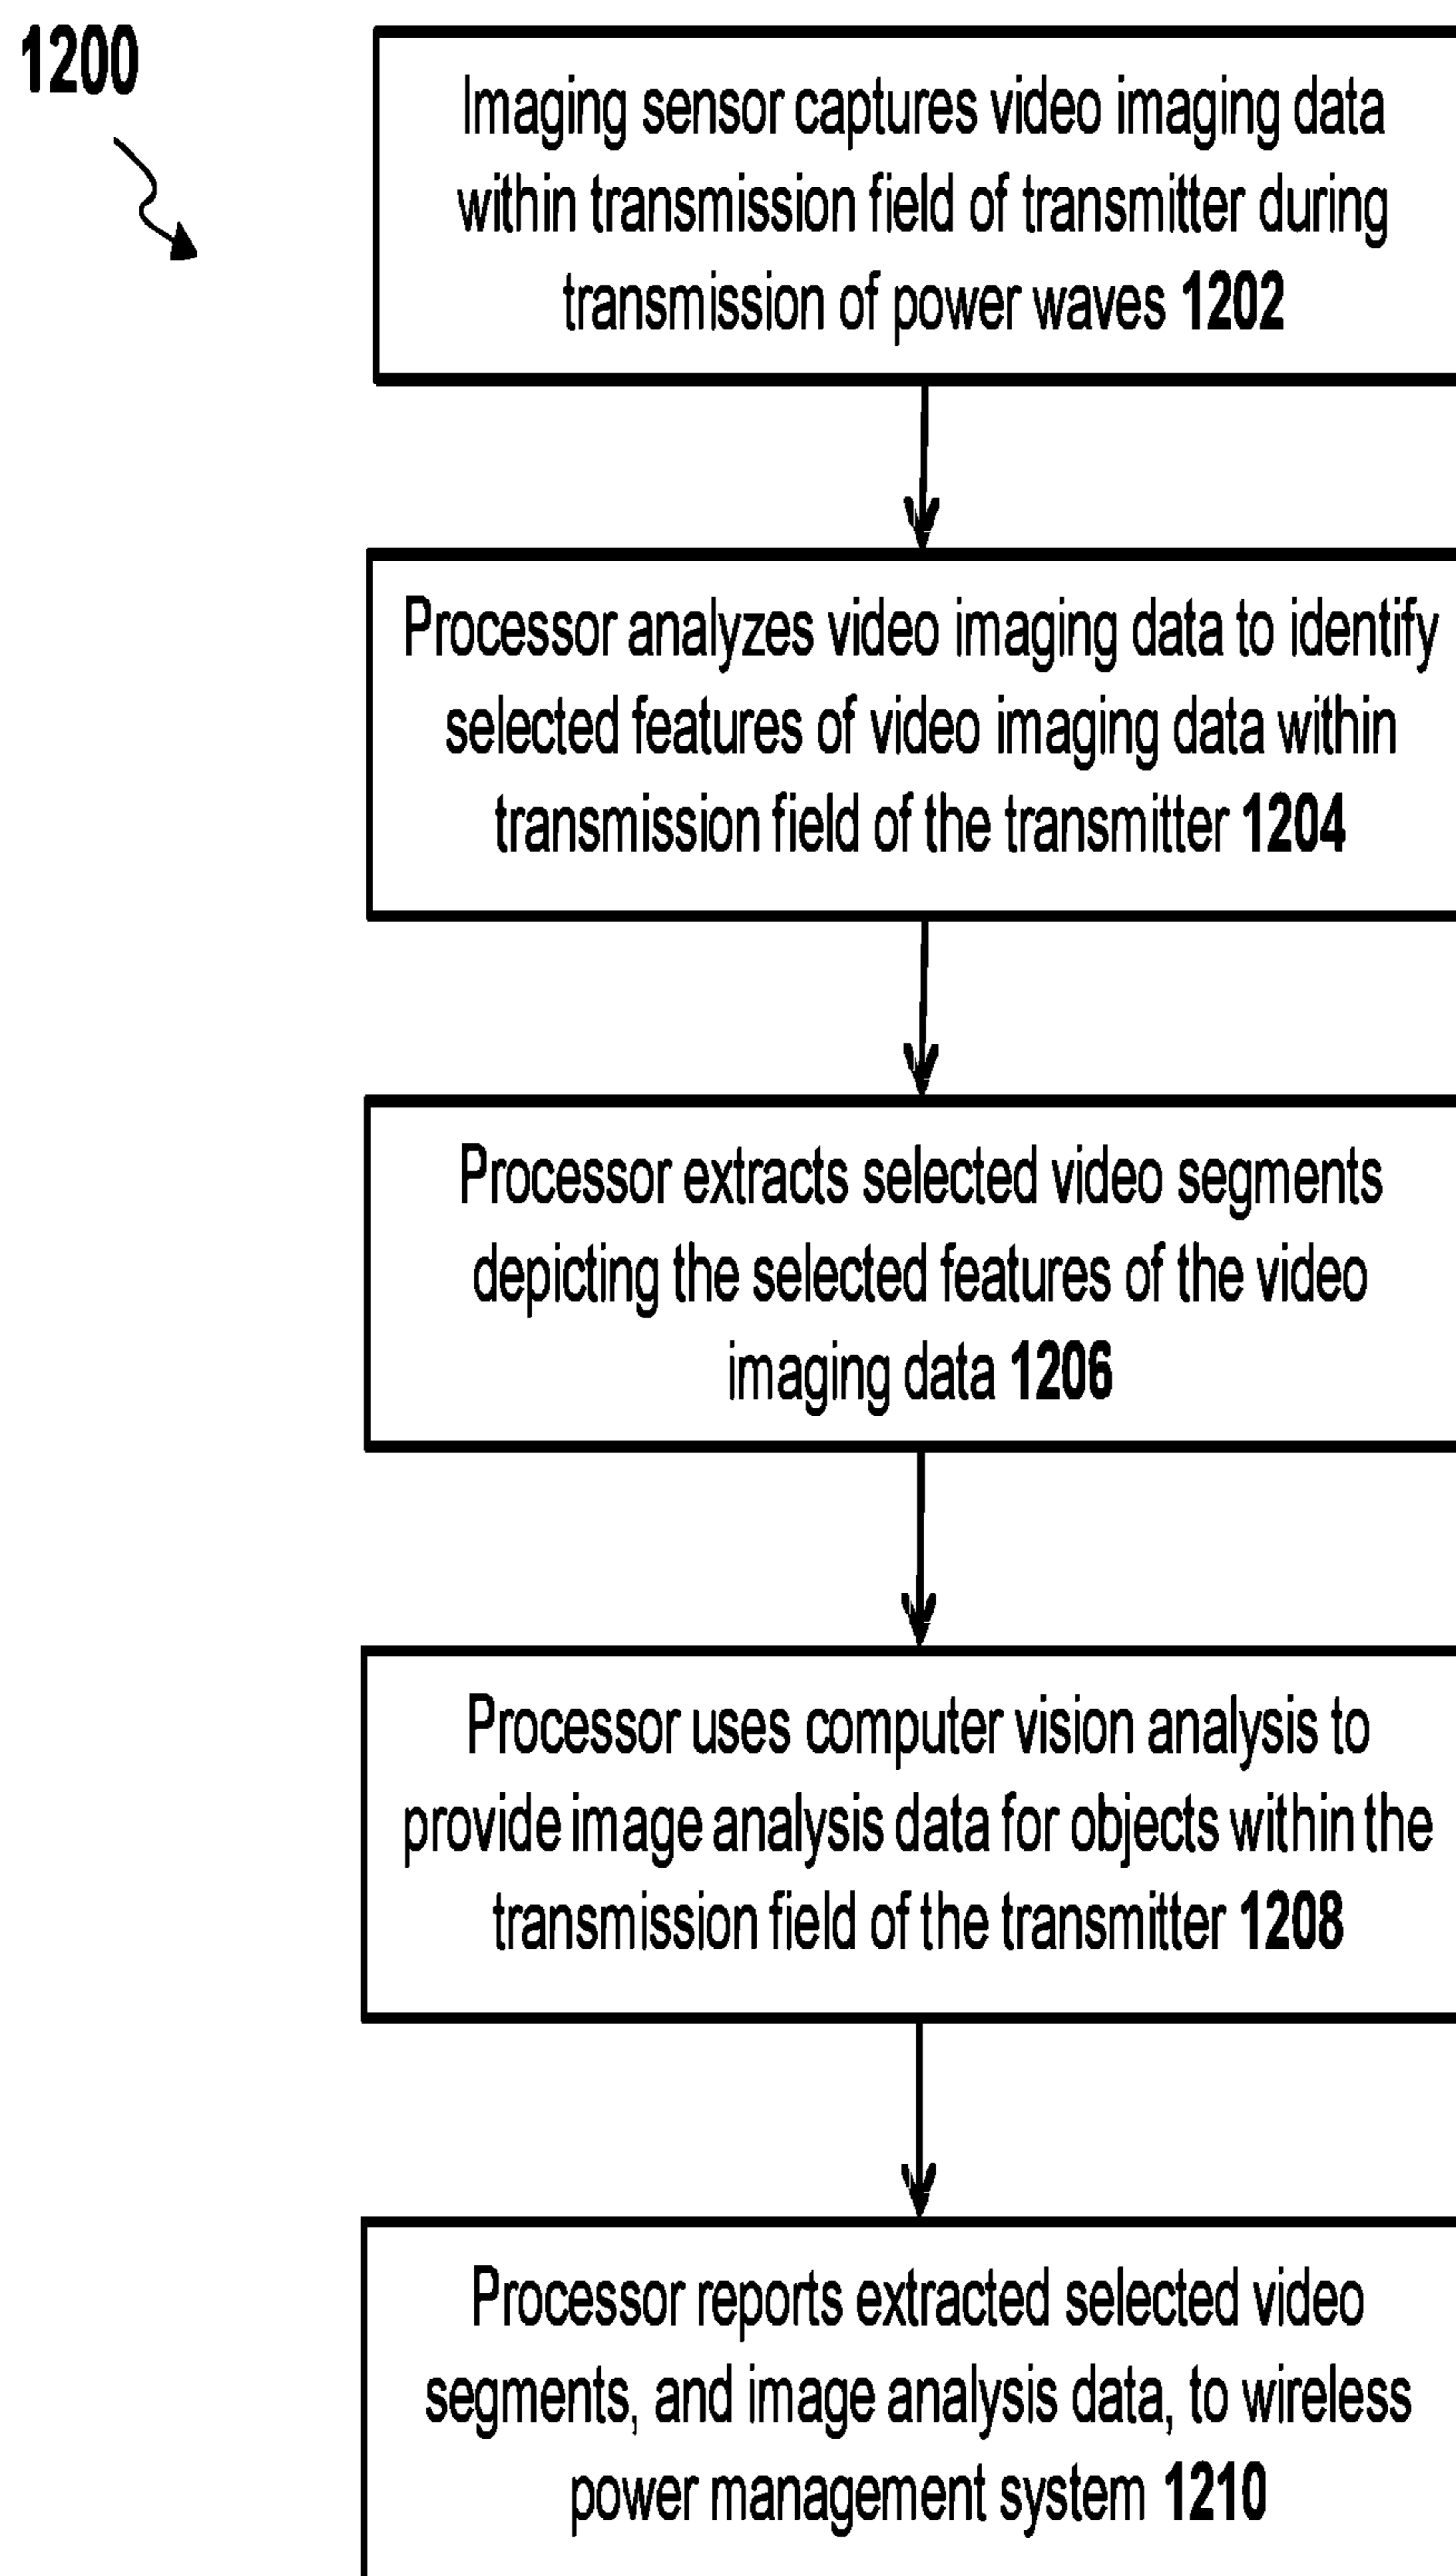 1200
Imaging sensor captures video imaging data
within transmission field of transmitter during
transmission of power waves 1202
Processor analyzes video imaging data to identify
selected features of video imaging data within
transmission field of the transmitter 1204
Processor extracts selected video segments
depicting the selected features of the video
imaging data 1206
Processor uses computer vision analysis to
provide image analysis data for objects within the
transmission field of the transmitter 1208
Processor reports extracted selected video
segments, and image analysis data, to wireless
power management system 1210